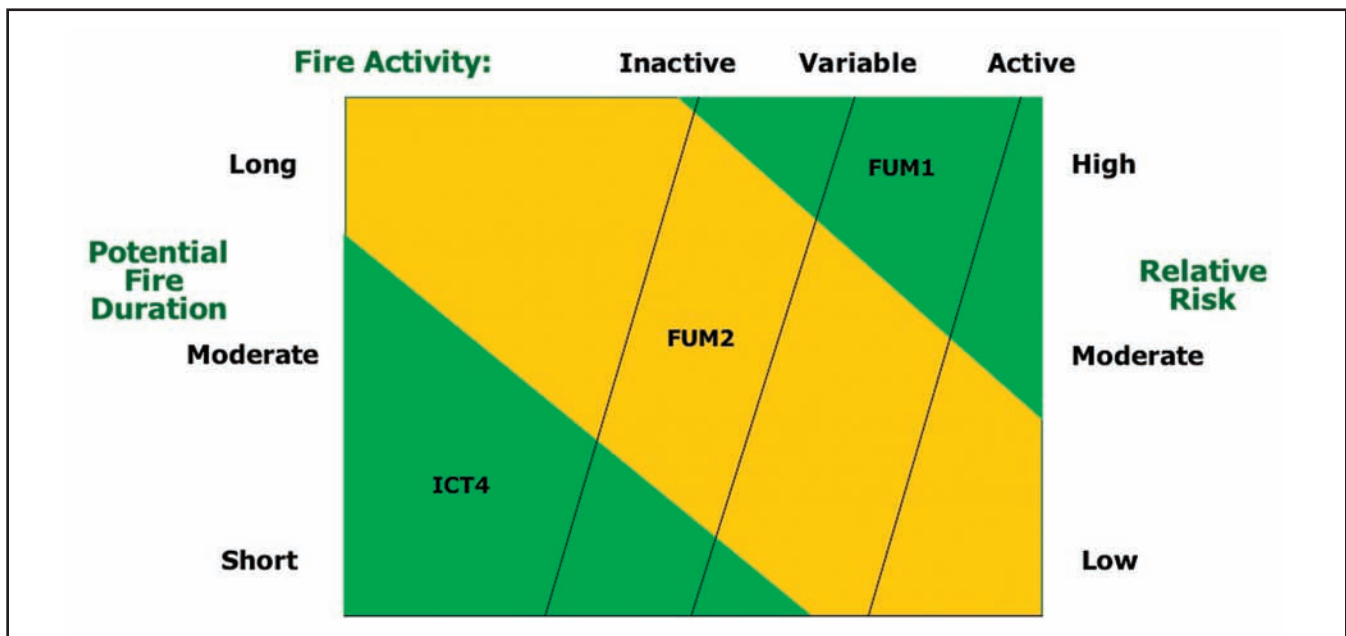 Fire Activity: Inactive Variable Active
Long
FUM1
High
Potential
Fire
Duration
Relative
Risk
Moderate
FUM2
Moderate
ICT4
Short
Low